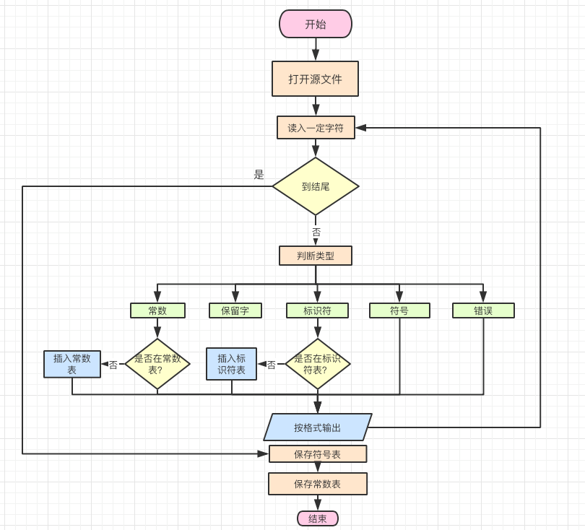 开始
打开源文件
读入一定字符
是
到结尾
否
判断类型
常数
保留字
标识符
符号
错误
插入常数
表
否
是否在常数
表?
插入标
识符表
否
是否在标识
符表?
按格式输出
保存符号表
保存常数表
结束